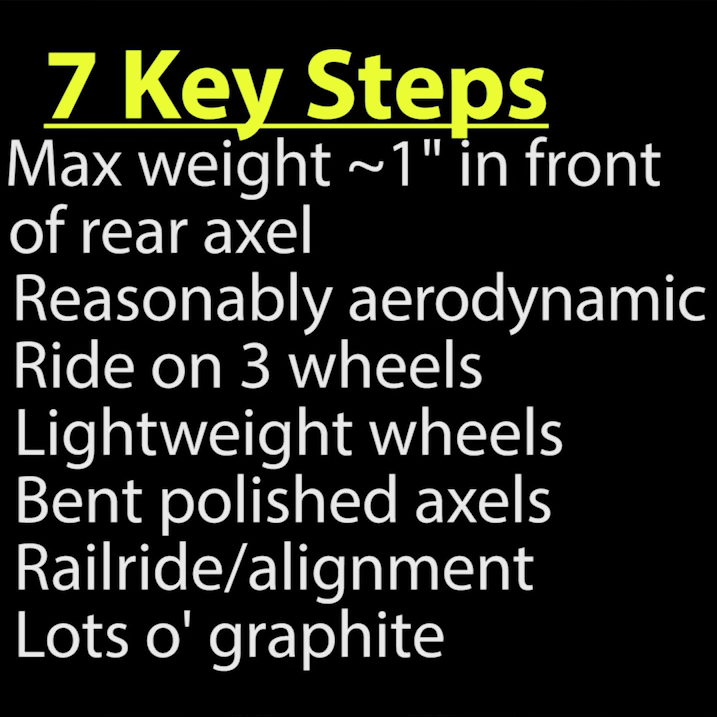 7 Key Steps
Max weight ~1" in front
of rear axel
Reasonably aerodynamic
Ride on 3 wheels
Lightweight wheels
Bent polished axels
Railride/alignment
Lots o' graphite